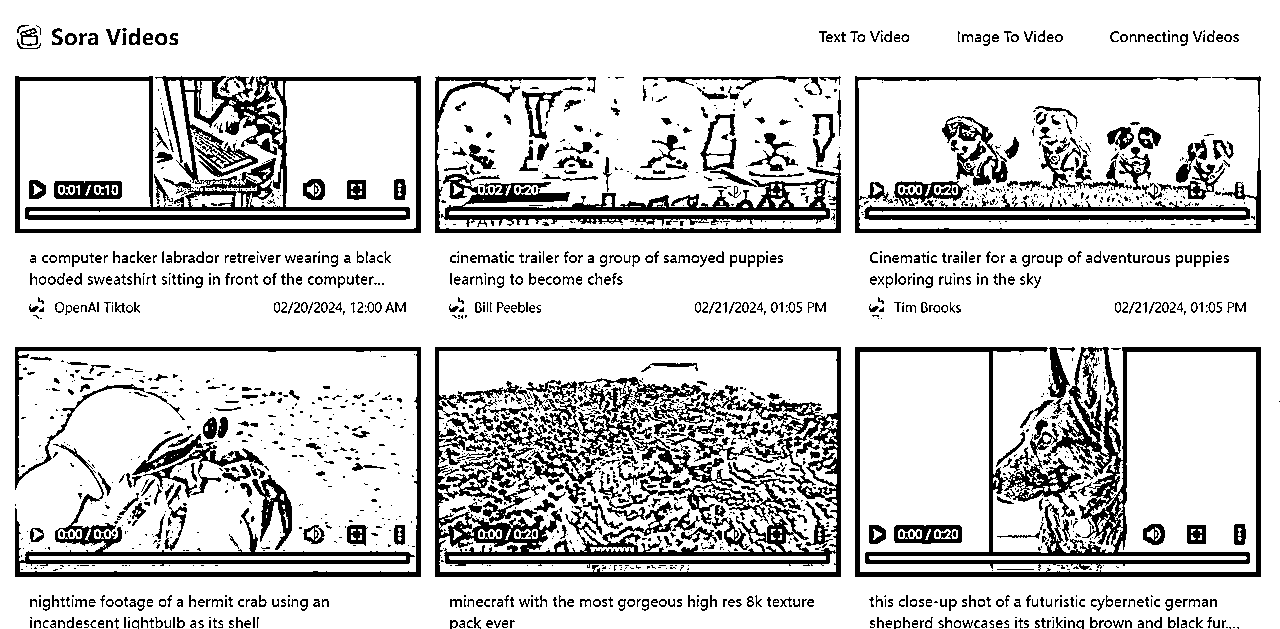 Sora Videos
Text To Video
Image To Video
Connecting Videos
0:01 / 0:10
0:02 / 0:20
0:00 / 0:20
a computer hacker labrador retreiver wearing a black
hooded sweatshirt sitting in front of the computer...
OpenAI Tiktok
02/20/2024, 12:00 AM
cinematic trailer for a group of samoyed puppies
learning to become chefs
Bill Peebles
02/21/2024, 01:05 PM
Cinematic trailer for a group of adventurous puppies
exploring ruins in the sky
Tim Brooks
02/21/2024, 01:05 PM
0:00 / 0:09
0:00 / 0:20
0:00 / 0:20
nighttime footage of a hermit crab using an
incandescent lightbulb as its shell
minecraft with the most gorgeous high res 8k texture
pack ever
this close-up shot of a futuristic cybernetic german
shepherd showcases its striking brown and black fur....